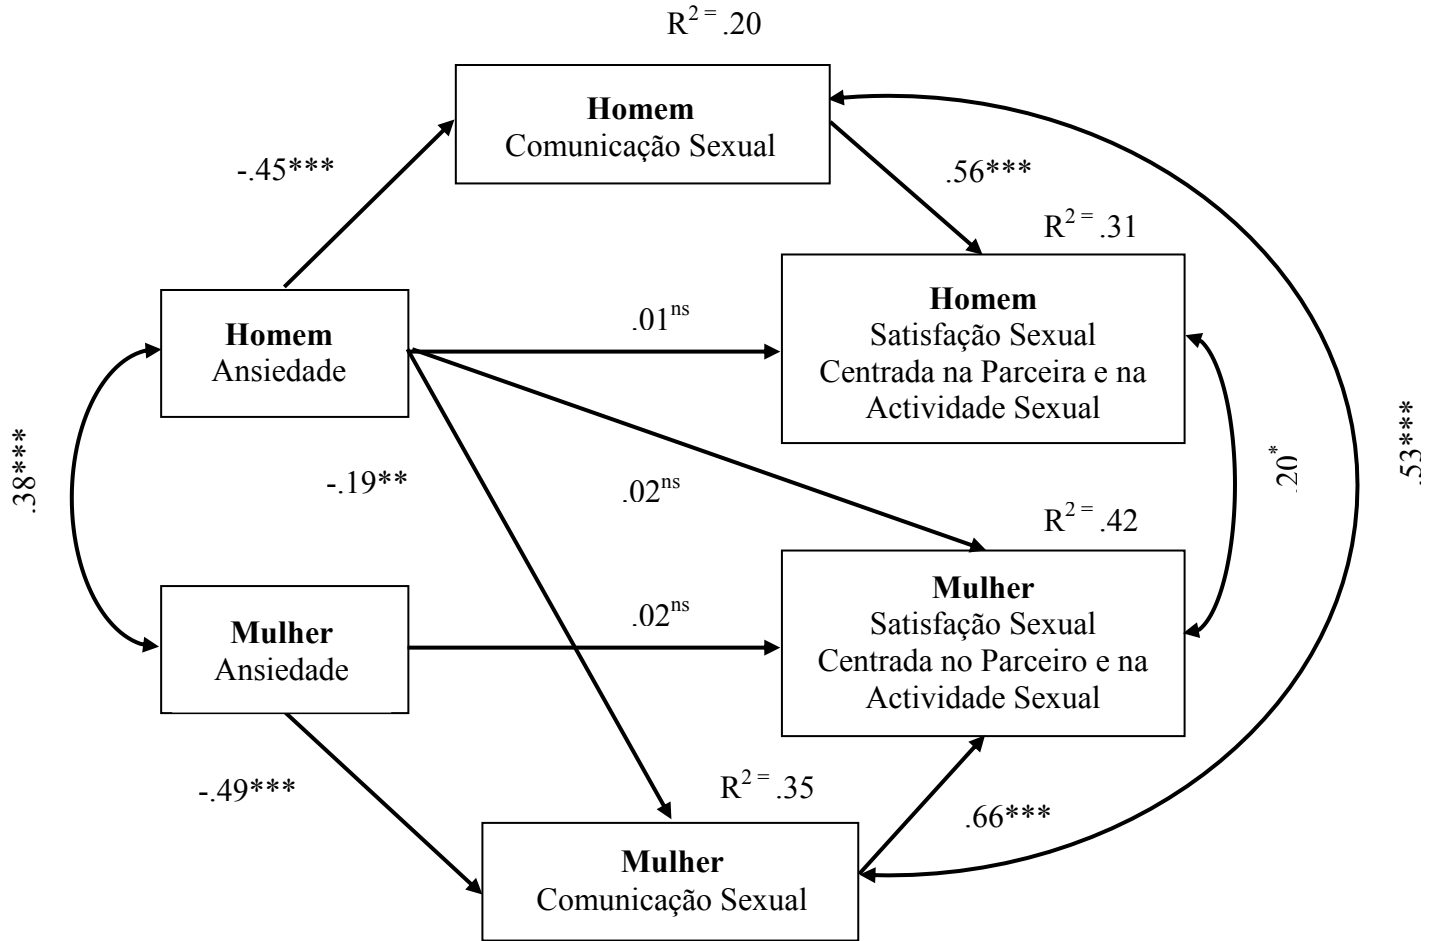 R² = .20
Homem
Comunicação Sexual
-.45***
.56***
R² = .31
Homem
Ansiedade
.01ns
Homem
Satisfação Sexual
Centrada na Parceira e na
Actividade Sexual
.38***
-.19**
.02ns
.20*
.53***
R² = .42
Mulher
Ansiedade
.02ns
Mulher
Satisfação Sexual
Centrada no Parceiro e na
Actividade Sexual
-.49***
R² = .35
.66***
Mulher
Comunicação Sexual